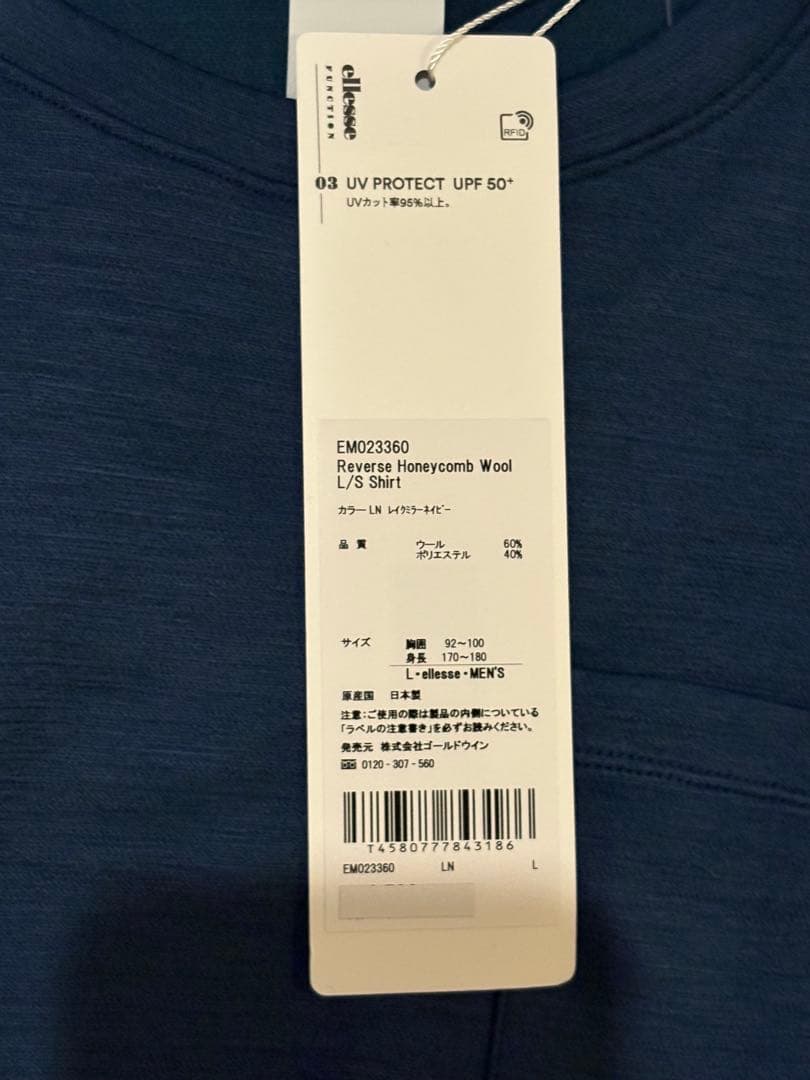 ellesse
FUNCTION
RFID
03 UV PROTECT UPF 50+
UVカット率95%以上。
EM023360
Reverse Honeycomb Wool
L/S Shirt
カラー LN ﾚｲｸﾐﾗｰﾈｲﾋﾞｰ
品 質 ウール 60%
ポリエステル 40%
サイズ 胸囲 92～100
身長 170～180
L・ellesse・MEN'S
原産国 日本製
注意：ご使用の際は製品の内側についている
「ラベルの注意書き」を必ずお読みください。
発売元 株式会社ゴールドウイン
0120-307-560
T4580777843186
EM023360 LN L